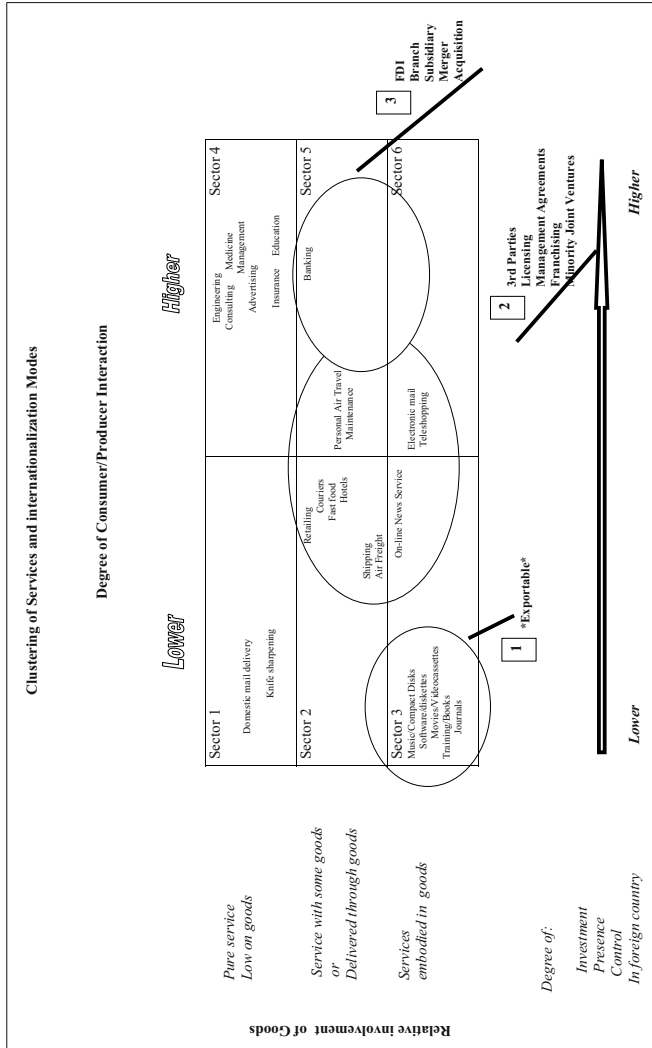 Clustering of Services and internationalization Modes
Degree of Consumer/Producer Interaction
Lower
Higher
Relative involvement of Goods
Pure service
Low on goods
Service with some goods
or
Delivered through goods
Services
embodied in goods
Sector 1
Domestic mail delivery
Knife sharpening
Sector 4
Engineering
Consulting Medicine
Management
Advertising
Insurance Education
Sector 2
Retailing
Couriers
Fast food
Hotels
Shipping
Air Freight
Personal Air Travel
Maintenance
Sector 5
Banking
Sector 3
Music/Compact Disks
Software/diskettes
Movies/Videocassettes
Training/Books
Journals
On-line News Service
Electronic mail
Teleshopping
Sector 6
1
*Exportable*
2
3rd Parties
Licensing
Management Agreements
Franchising
Minority Joint Ventures
3
FDI
Branch
Subsidiary
Merger
Acquisition
Degree of:
Investment
Presence
Control
In foreign country
Lower
Higher